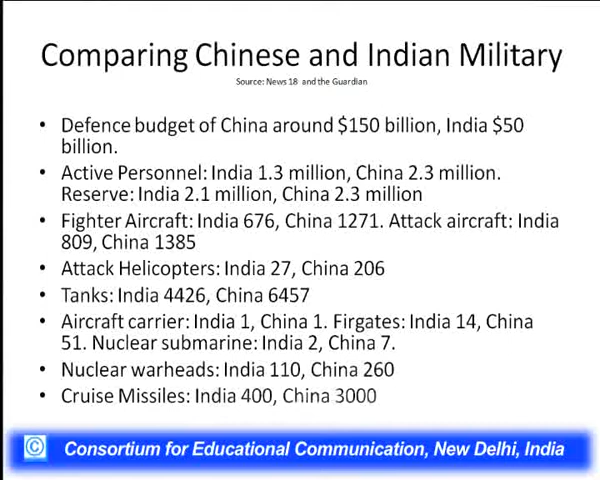 Comparing Chinese and Indian Military
Source: News 18 and the Guardian
• Defence budget of China around $150 billion, India $50
billion.
• Active Personnel: India 1.3 million, China 2.3 million.
Reserve: India 2.1 million, China 2.3 million
• Fighter Aircraft: India 676, China 1271. Attack aircraft: India
809, China 1385
• Attack Helicopters: India 27, China 206
• Tanks: India 4426, China 6457
• Aircraft carrier: India 1, China 1. Firgates: India 14, China
51. Nuclear submarine: India 2, China 7.
• Nuclear warheads: India 110, China 260
• Cruise Missiles: India 400, China 3000
© Consortium for Educational Communication, New Delhi, India